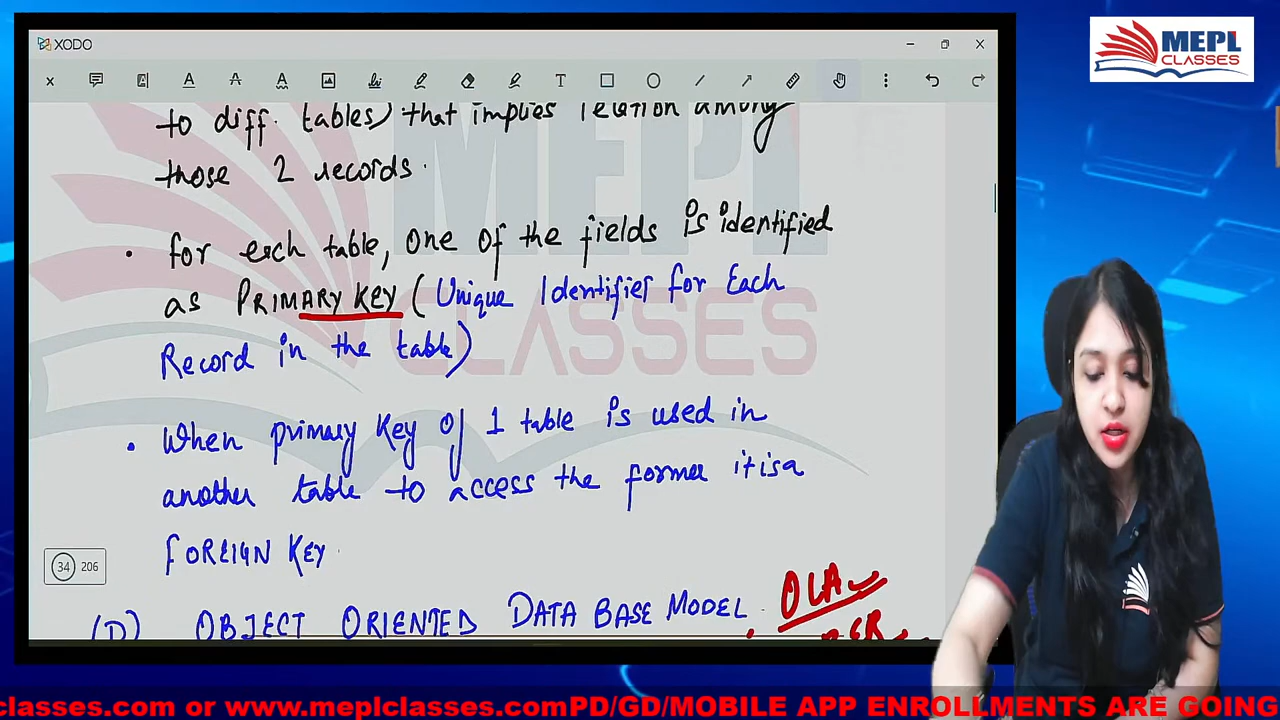 XODO
MEPL
CLASSES
to diff. tables) that implies relation among
those 2 records.
MEPL
CLASSES
• for each table, one of the fields is identified
as PRIMARY KEY (Unique Identifier for Each
Record in the table)
• When primary key of 1 table is used in
another table to access the former it is a
FOREIGN KEY.
34 206
(D) OBJECT ORIENTED DATA BASE MODEL. OLA
classes.com or www.meplclasses.comPD/GD/MOBILE APP ENROLLMENTS ARE GOING